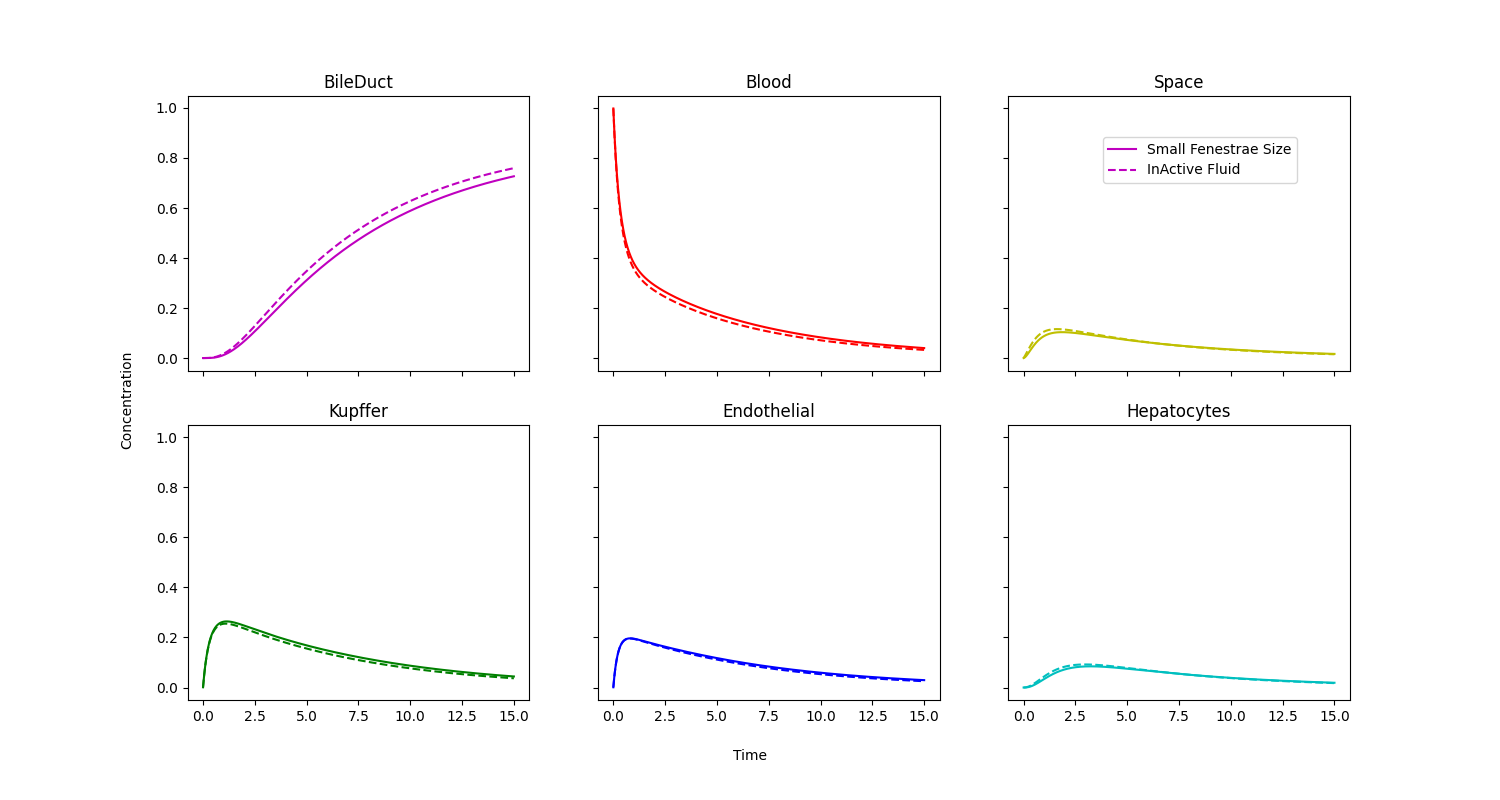 BileDuct
Blood
Space
1.0
0.8
0.6
0.4
0.2
0.0
Small Fenestrae Size
InActive Fluid
Concentration
Kupffer
Endothelial
Hepatocytes
1.0
0.8
0.6
0.4
0.2
0.0
0.0 2.5 5.0 7.5 10.0 12.5 15.0
0.0 2.5 5.0 7.5 10.0 12.5 15.0
0.0 2.5 5.0 7.5 10.0 12.5 15.0
Time